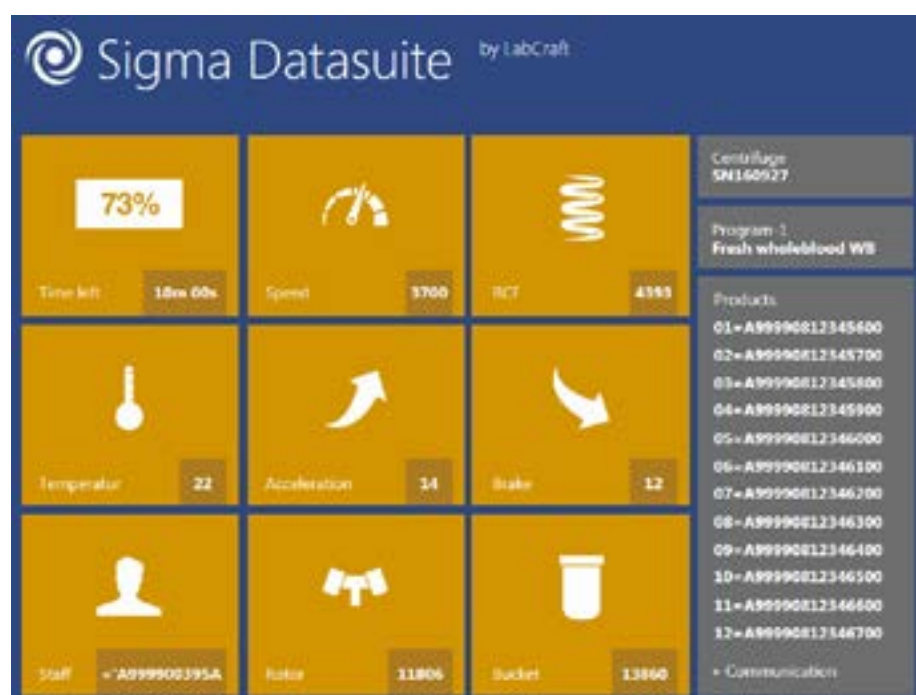 Sigma Datasuite by LabCraft
73%
Time left 18m 00s
Speed 3700
RCF 4393
Temperatur 22
Acceleration 14
Brake 12
Staff
Rotor 11806
Bucket 13860
Centrifuge
SN160927
Program-1
Fresh wholeblood WB
Products
01=A99990812345600
02=A99990812345700
03=A99990812345800
04=A99990812345900
05=A99990812346000
06=A99990812346100
07=A99990812346200
08=A99990812346300
09=A99990812346400
10=A99990812346500
11=A99990812346600
12=A99990812346700
Communication